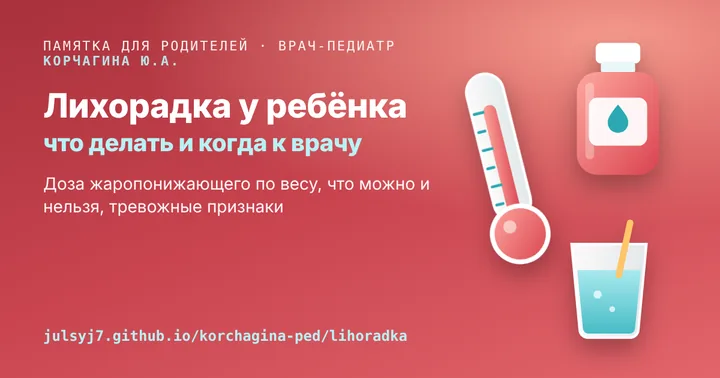 ПАМЯТКА ДЛЯ РОДИТЕЛЕЙ · ВРАЧ-ПЕДИАТР
КОРЧАГИНА Ю.А.
Лихорадка у ребёнка
что делать и когда к врачу
Доза жаропонижающего по весу, что можно и
нельзя, тревожные признаки
julsyj7.github.io/korchagina-ped/lihoradka